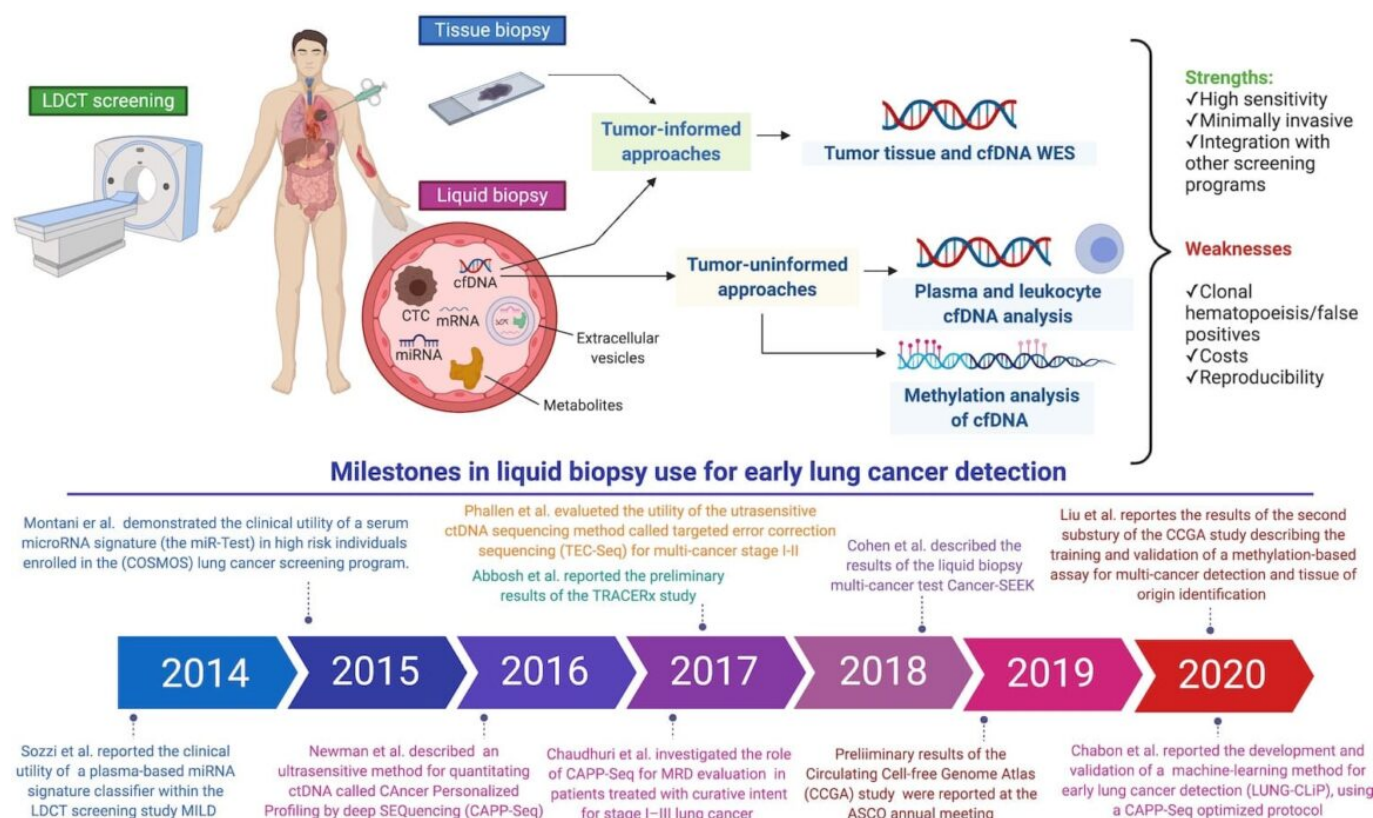 Tissue biopsy
LDCT screening
Liquid biopsy
cfDNA
CTC
mRNA
miRNA
Extracellular
vesicles
Metabolites
Tumor-informed
approaches
Tumor tissue and cfDNA WES
Tumor-uninformed
approaches
Plasma and leukocyte
cfDNA analysis
Methylation analysis
of cfDNA
Strengths:
✓High sensitivity
✓Minimally invasive
✓Integration with
other screening
programs
Weaknesses
✓Clonal
hematopoeisis/false
positives
✓Costs
✓Reproducibility
Milestones in liquid biopsy use for early lung cancer detection
Montani er al. demonstrated the clinical utility of a serum
microRNA signature (the miR-Test) in high risk individuals
enrolled in the (COSMOS) lung cancer screening program.
Phallen et al. evalueted the utility of the utrasensitive
ctDNA sequencing method called targeted error correction
sequencing (TEC-Seq) for multi-cancer stage I-II
Abbosh et al. reported the preliminary
results of the TRACERx study
Cohen et al. described the
results of the liquid biopsy
multi-cancer test Cancer-SEEK
Liu et al. reportes the results of the second
substury of the CCGA study describing the
training and validation of a methylation-based
assay for multi-cancer detection and tissue of
origin identification
2014
2015
2016
2017
2018
2019
2020
Sozzi et al. reported the clinical
utility of a plasma-based miRNA
signature classifier within the
LDCT screening study MILD
Newman et al. described an
ultrasensitive method for quantitating
ctDNA called CAncer Personalized
Profiling by deep SEQuencing (CAPP-Seq)
Chaudhuri et al. investigated the role
of CAPP-Seq for MRD evaluation in
patients treated with curative intent
for stage I–III lung cancer
Preliiminary results of the
Circulating Cell-free Genome Atlas
(CCGA) study were reported at the
ASCO annual meeting
Chabon et al. reported the development and
validation of a machine-learning method for
early lung cancer detection (LUNG-CLiP), using
a CAPP-Seq optimized protocol